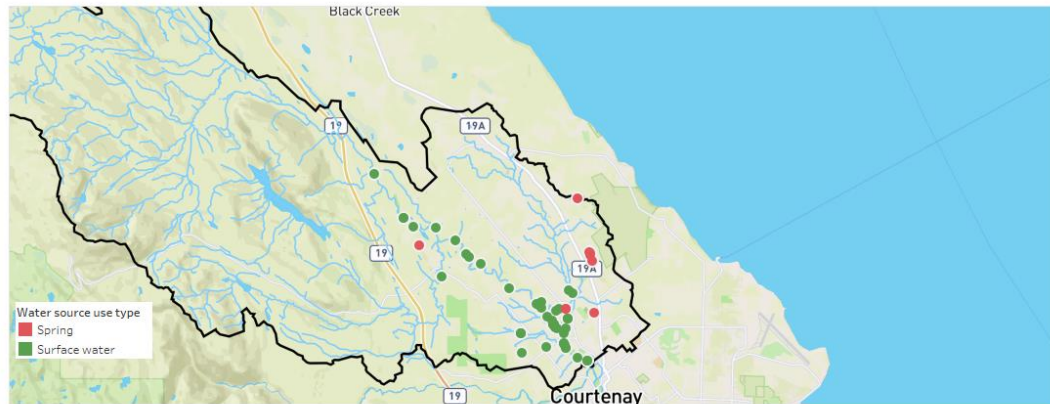 Black Creek
19
19A
19
19A
Water source use type
Spring
Surface water
19
Courtenay